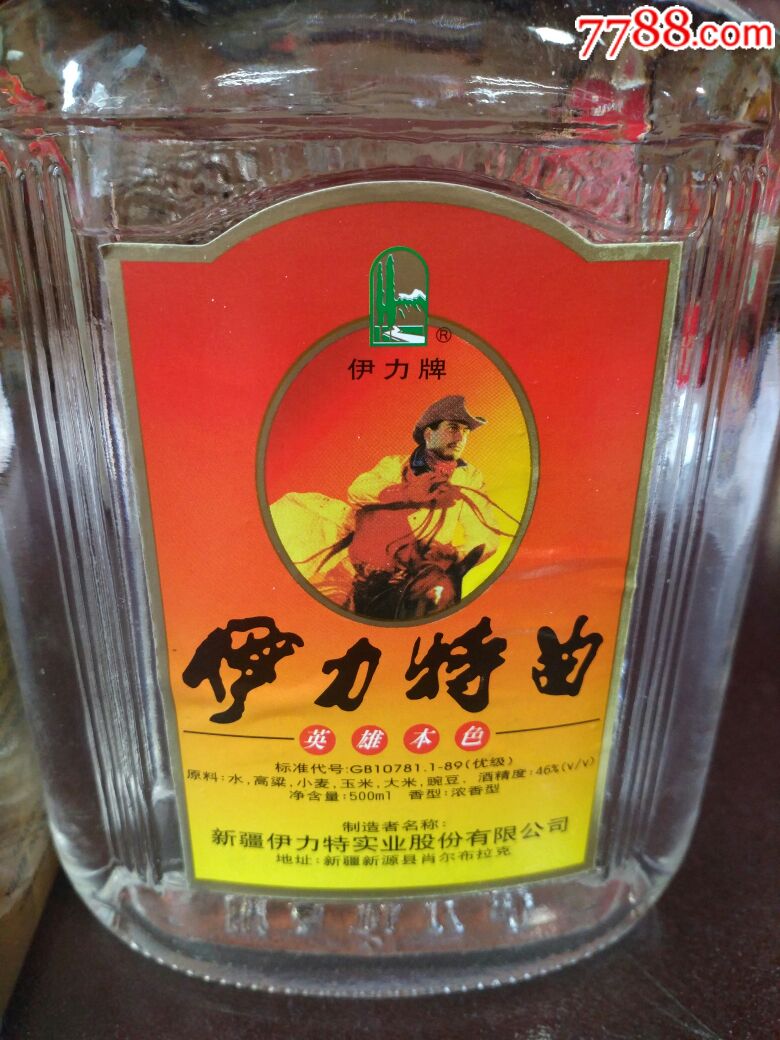 7788.com
®
伊力牌
伊力特曲
英雄本色
标准代号:GB10781.1-89(优级)
原料:水,高粱,小麦,玉米,大米,豌豆. 酒精度:46%(v/v)
净含量:500ml 香型:浓香型
制造者名称:
新疆伊力特实业股份有限公司
地址:新疆新源县肖尔布拉克